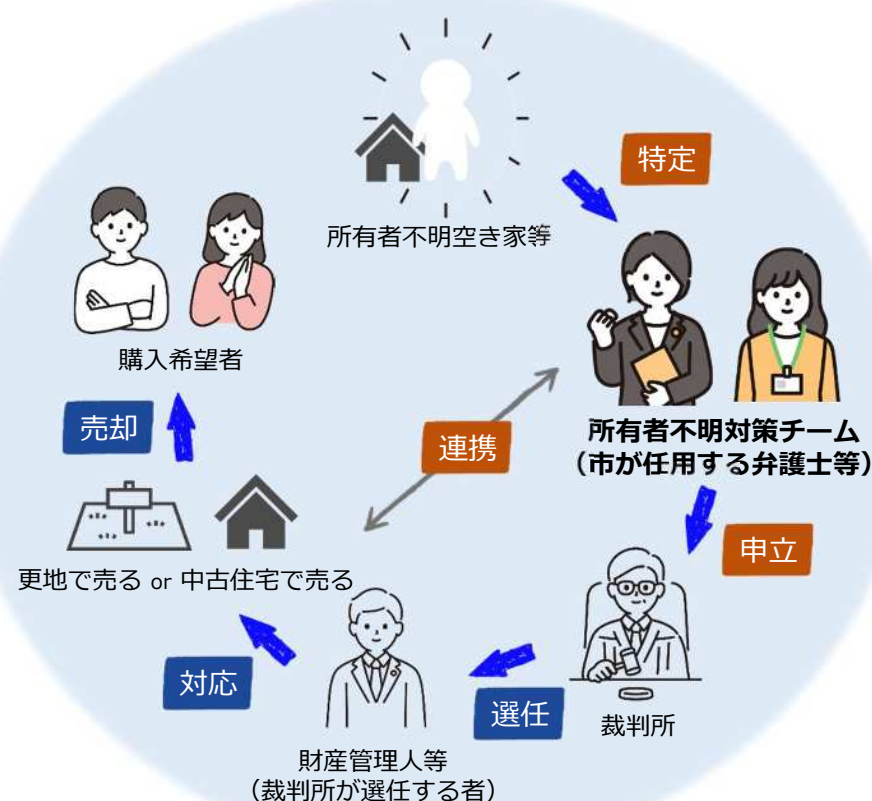 所有者不明空き家等
特定
所有者不明対策チーム
（市が任用する弁護士等）
申立
裁判所
選任
財産管理人等
（裁判所が選任する者）
対応
更地で売る or 中古住宅で売る
売却
購入希望者
連携